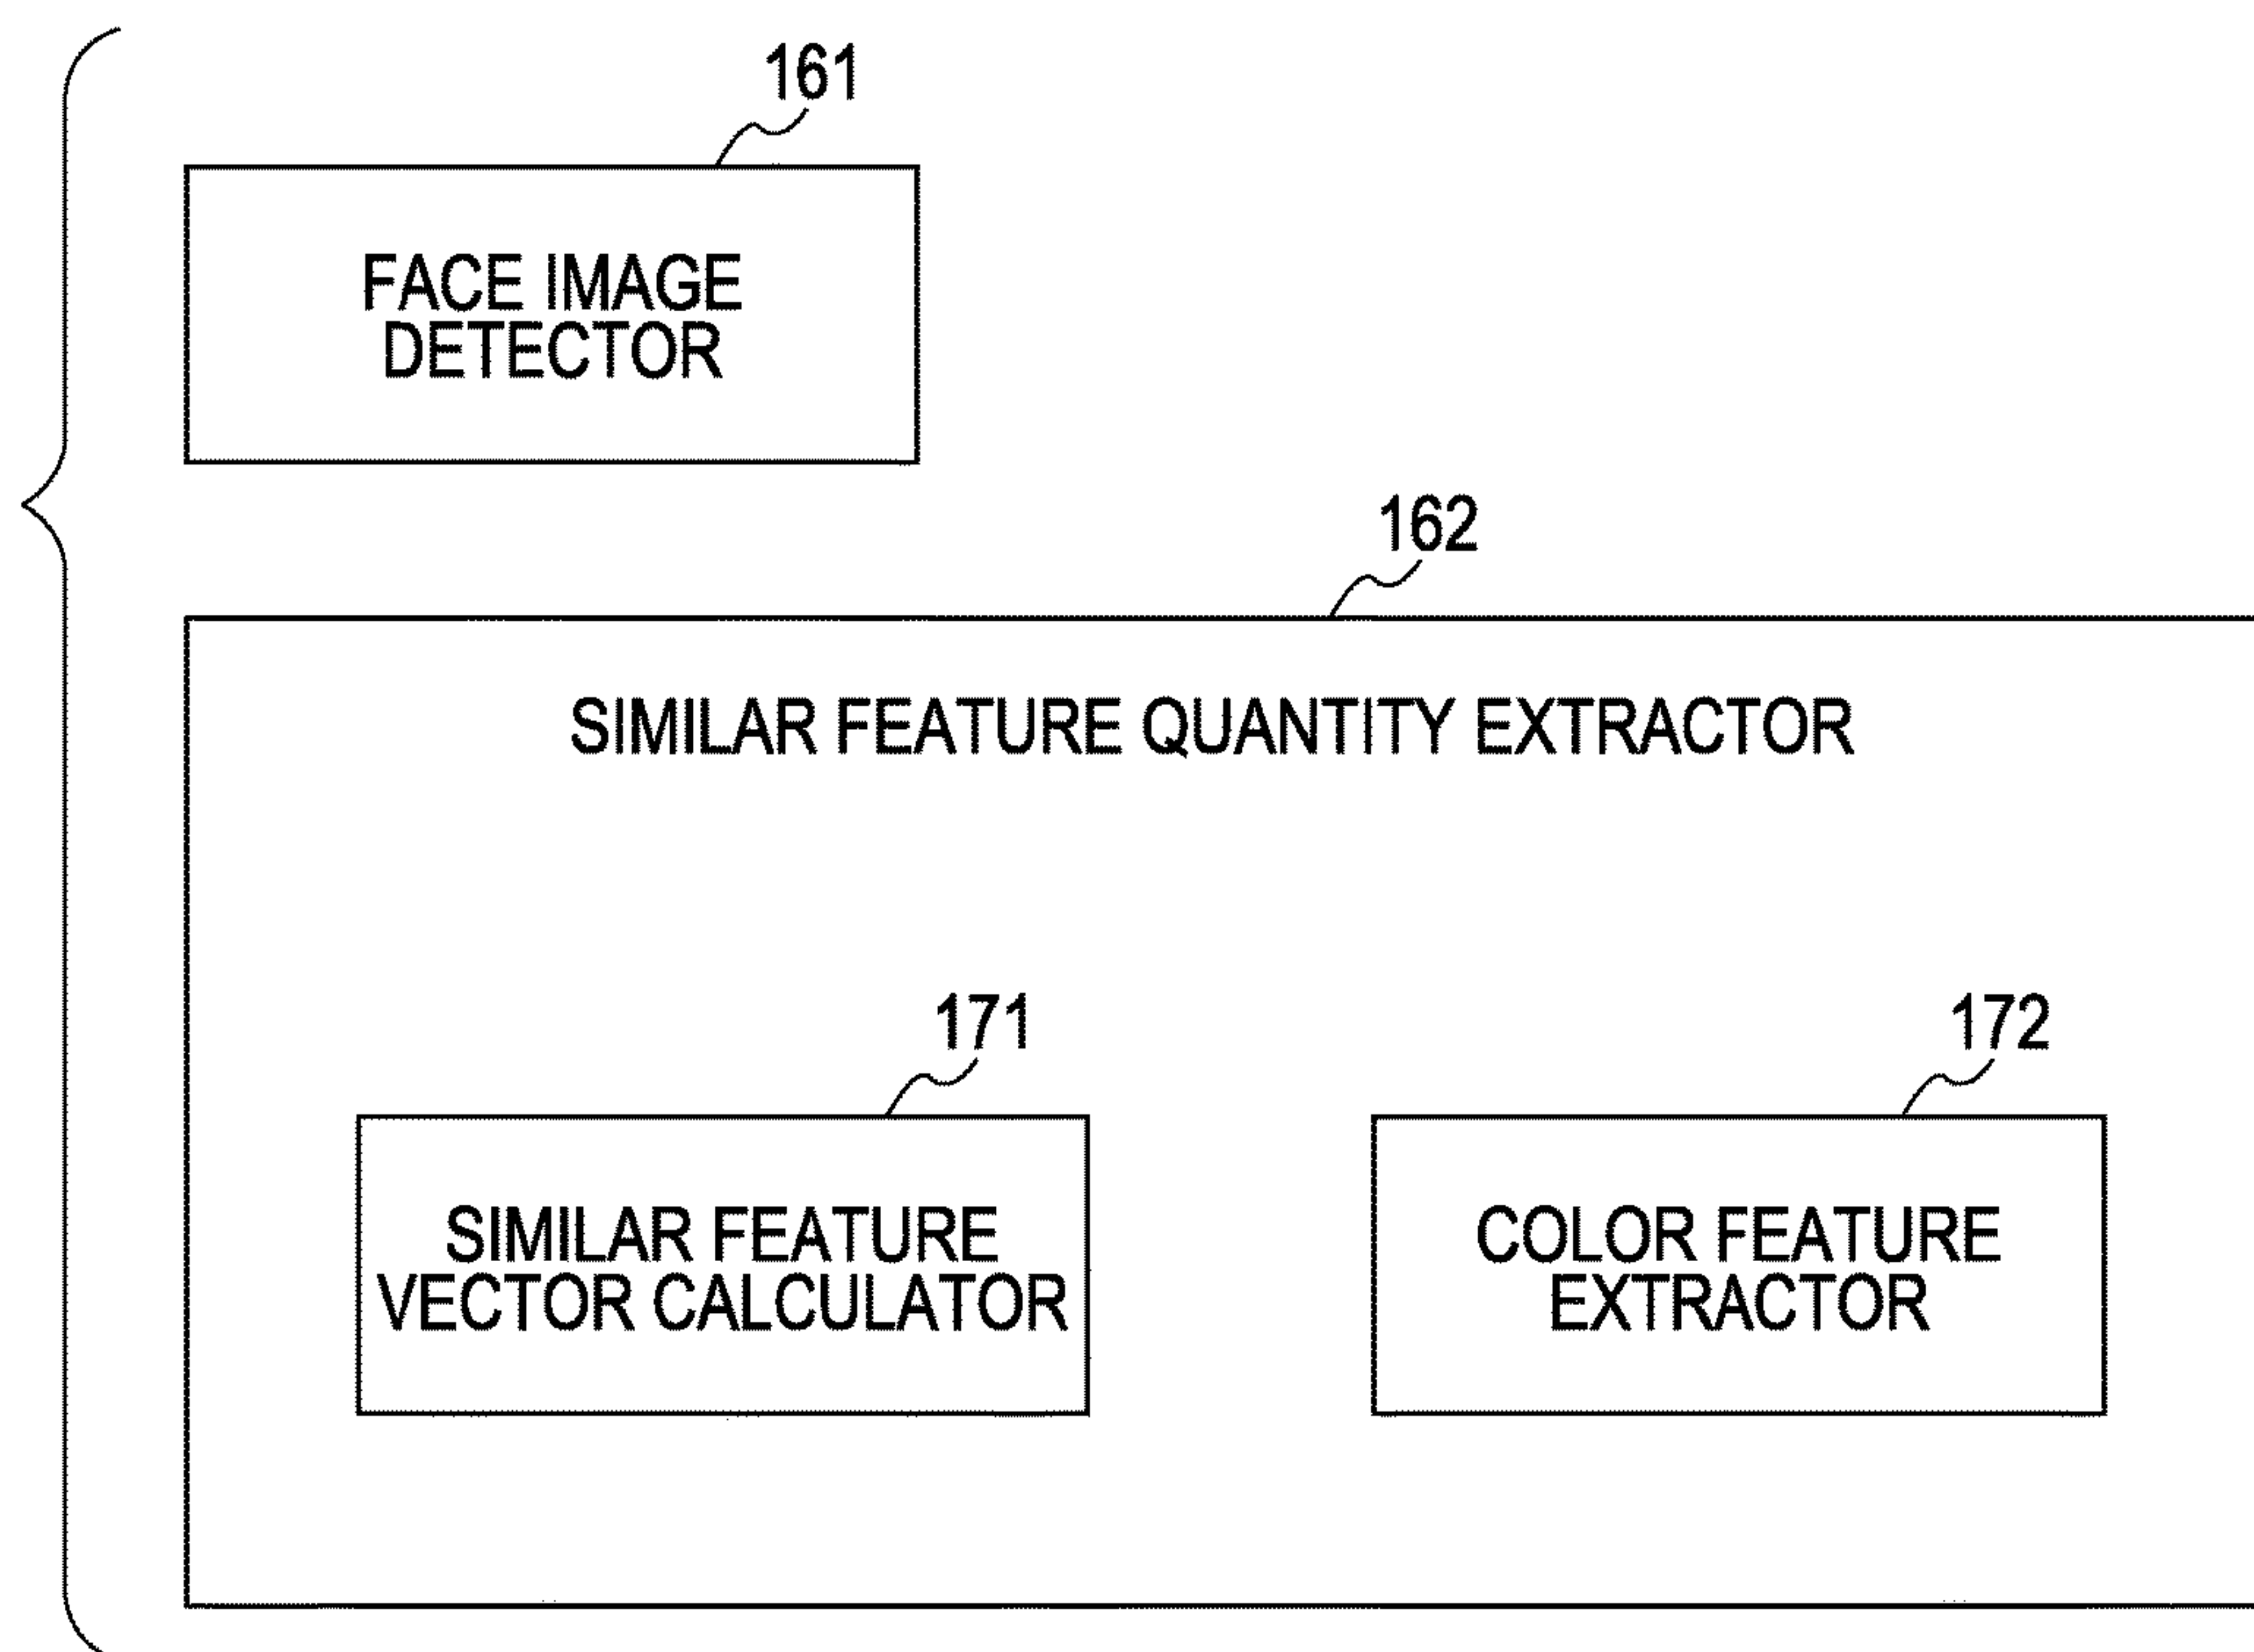 161
FACE IMAGE
DETECTOR
162
SIMILAR FEATURE QUANTITY EXTRACTOR
171
172
SIMILAR FEATURE
VECTOR CALCULATOR
COLOR FEATURE
EXTRACTOR